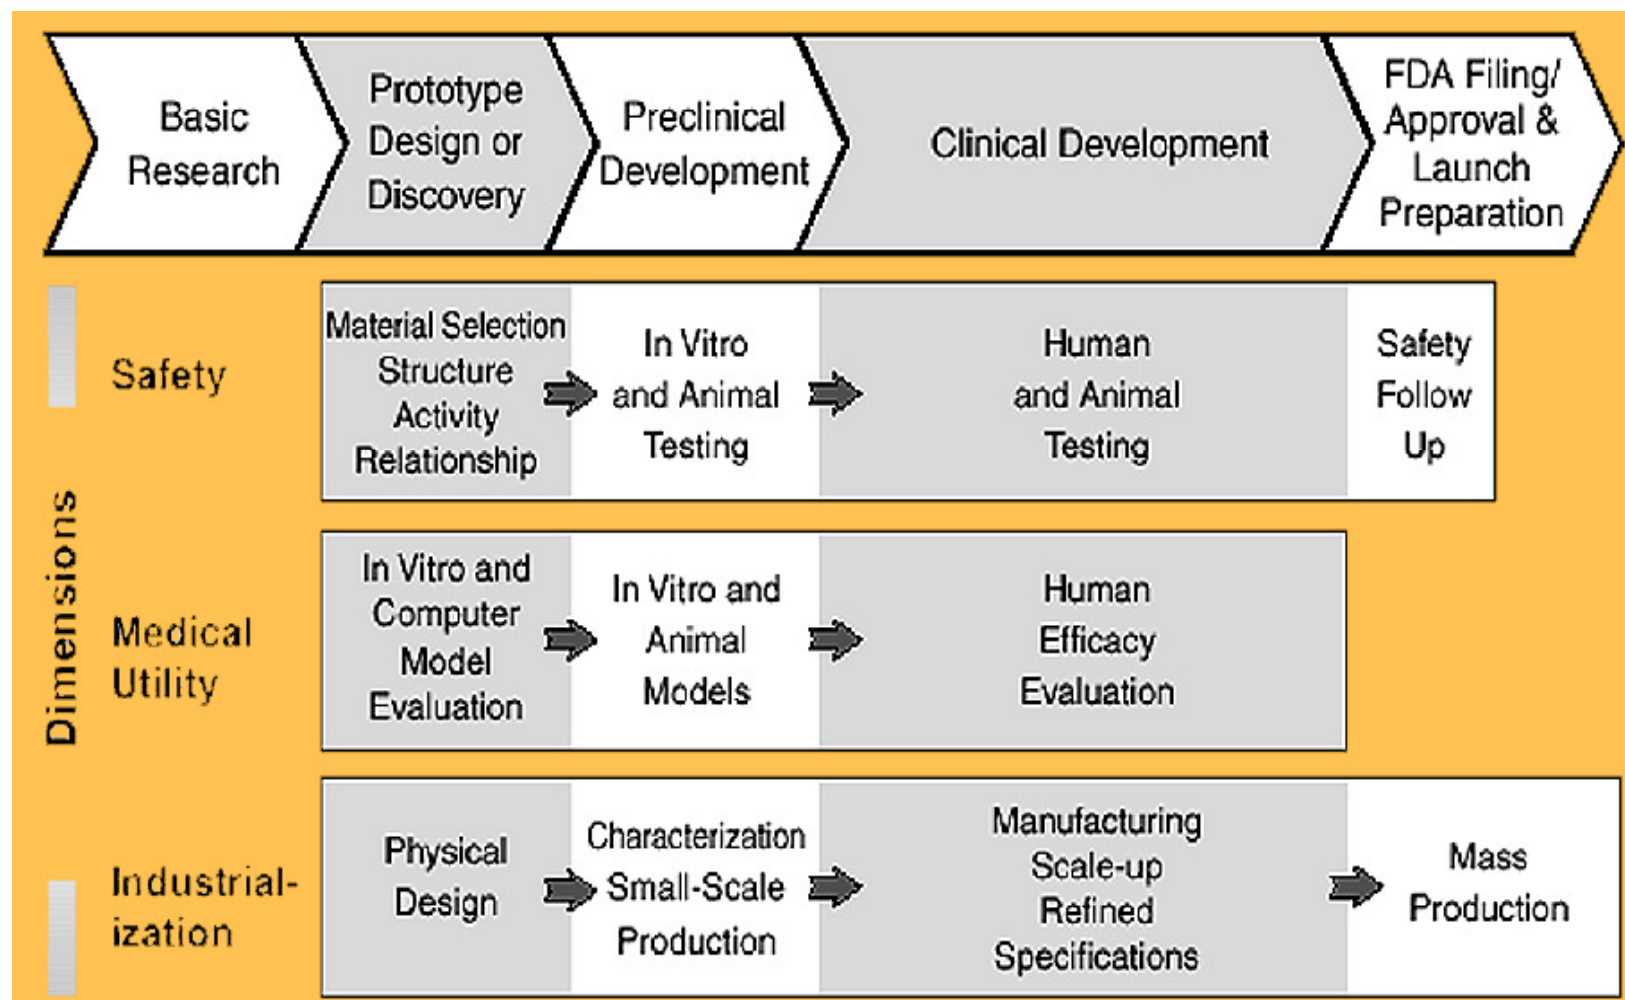 Basic
Research
Prototype
Design or
Discovery
Preclinical
Development
Clinical Development
FDA Filing/
Approval &
Launch
Preparation
Dimensions
Safety
Material Selection
Structure
Activity
Relationship
In Vitro
and Animal
Testing
Human
and Animal
Testing
Safety
Follow
Up
Medical
Utility
In Vitro and
Computer
Model
Evaluation
In Vitro and
Animal
Models
Human
Efficacy
Evaluation
Industrial-
ization
Physical
Design
Characterization
Small-Scale
Production
Manufacturing
Scale-up
Refined
Specifications
Mass
Production